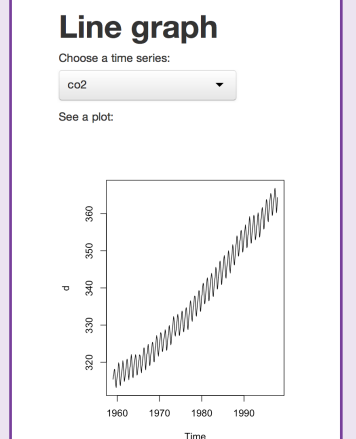 Line graph
Choose a time series:
co2
See a plot:
360
350
d
340
330
320
1960 1970 1980 1990
Time